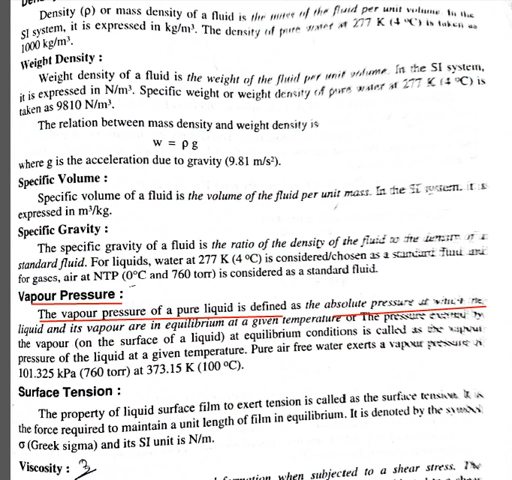 Density (ρ) or mass density of a fluid is the mass of the fluid per unit volume. In the
SI system, it is expressed in kg/m³. The density of pure water at 277 K (4 ºC) is taken as
1000 kg/m³.
Weight Density :
Weight density of a fluid is the weight of the fluid per unit volume. In the SI system,
it is expressed in N/m³. Specific weight or weight density of pure water at 277 K (4 ºC) is
taken as 9810 N/m³.
The relation between mass density and weight density is
w = ρ g
where g is the acceleration due to gravity (9.81 m/s²).
Specific Volume :
Specific volume of a fluid is the volume of the fluid per unit mass. In the SI system, it is
expressed in m³/kg.
Specific Gravity :
The specific gravity of a fluid is the ratio of the density of the fluid to the density of a
standard fluid. For liquids, water at 277 K (4 ºC) is considered/chosen as a standard fluid and
for gases, air at NTP (0°C and 760 torr) is considered as a standard fluid.
Vapour Pressure :
The vapour pressure of a pure liquid is defined as the absolute pressure at which the
liquid and its vapour are in equilibrium at a given temperature or The pressure exerted by
the vapour (on the surface of a liquid) at equilibrium conditions is called as the vapour
pressure of the liquid at a given temperature. Pure air free water exerts a vapour pressure of
101.325 kPa (760 torr) at 373.15 K (100 ºC).
Surface Tension :
The property of liquid surface film to exert tension is called as the surface tension. It is
the force required to maintain a unit length of film in equilibrium. It is denoted by the symbol
σ (Greek sigma) and its SI unit is N/m.
Viscosity :
when subjected to a shear stress. The